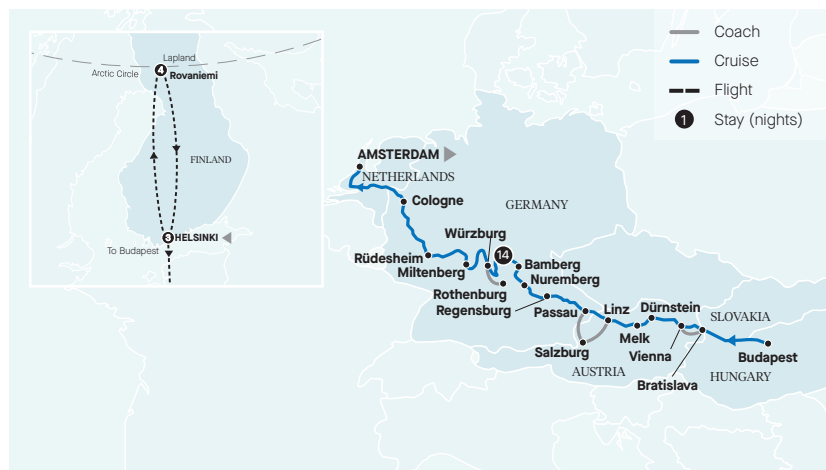 Lapland
4
Arctic Circle
Rovaniemi
FINLAND
3 HELSINKI
To Budapest
Coach
Cruise
Flight
1 Stay (nights)
AMSTERDAM
NETHERLANDS
Cologne
GERMANY
Würzburg
14
Rüdesheim
Bamberg
Miltenberg
Nuremberg
Rothenburg
Regensburg
Passau
Linz
Dürnstein
SLOVAKIA
Melk
Salzburg
Vienna
Budapest
AUSTRIA
HUNGARY
Bratislava